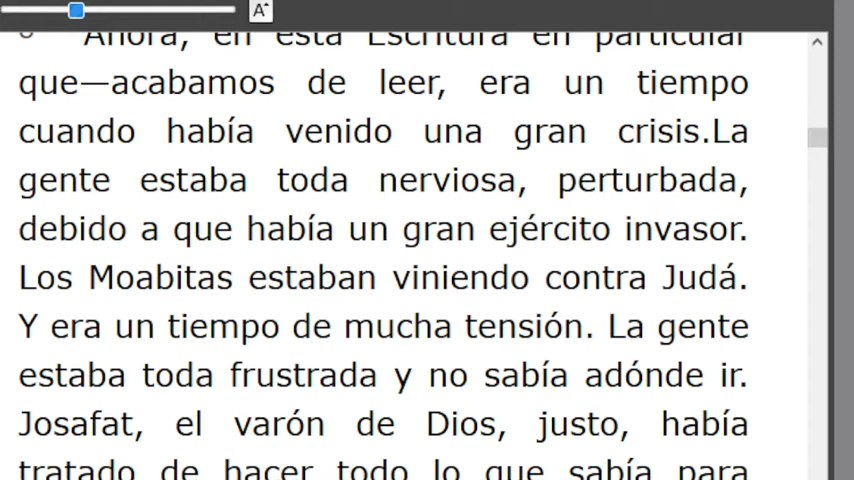 A
Ahora, en esta Escritura en particular
que—acabamos de leer, era un tiempo
cuando había venido una gran crisis.La
gente estaba toda nerviosa, perturbada,
debido a que había un gran ejército invasor.
Los Moabitas estaban viniendo contra Judá.
Y era un tiempo de mucha tensión. La gente
estaba toda frustrada y no sabía adónde ir.
Josafat, el varón de Dios, justo, había
tratado de hacer todo lo que sabía para